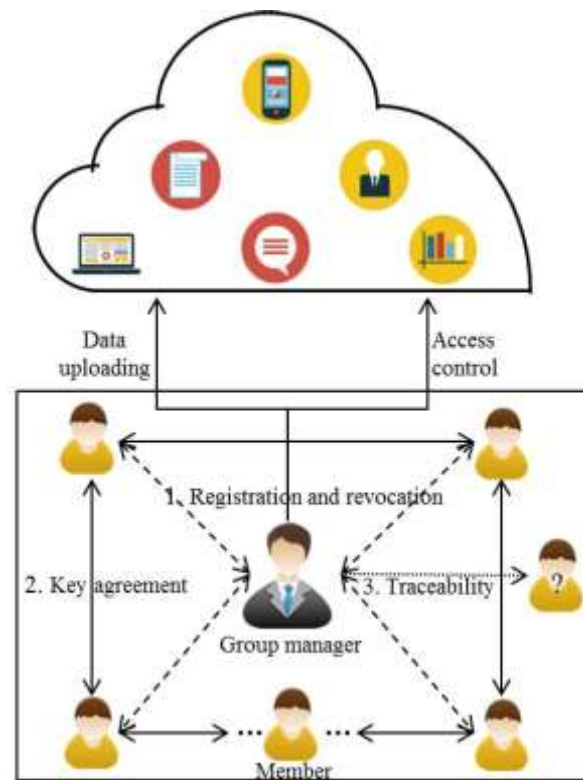 Data
uploading
Access
control
1. Registration and revocation
2. Key agreement
3. Traceability
?
Group manager
Member